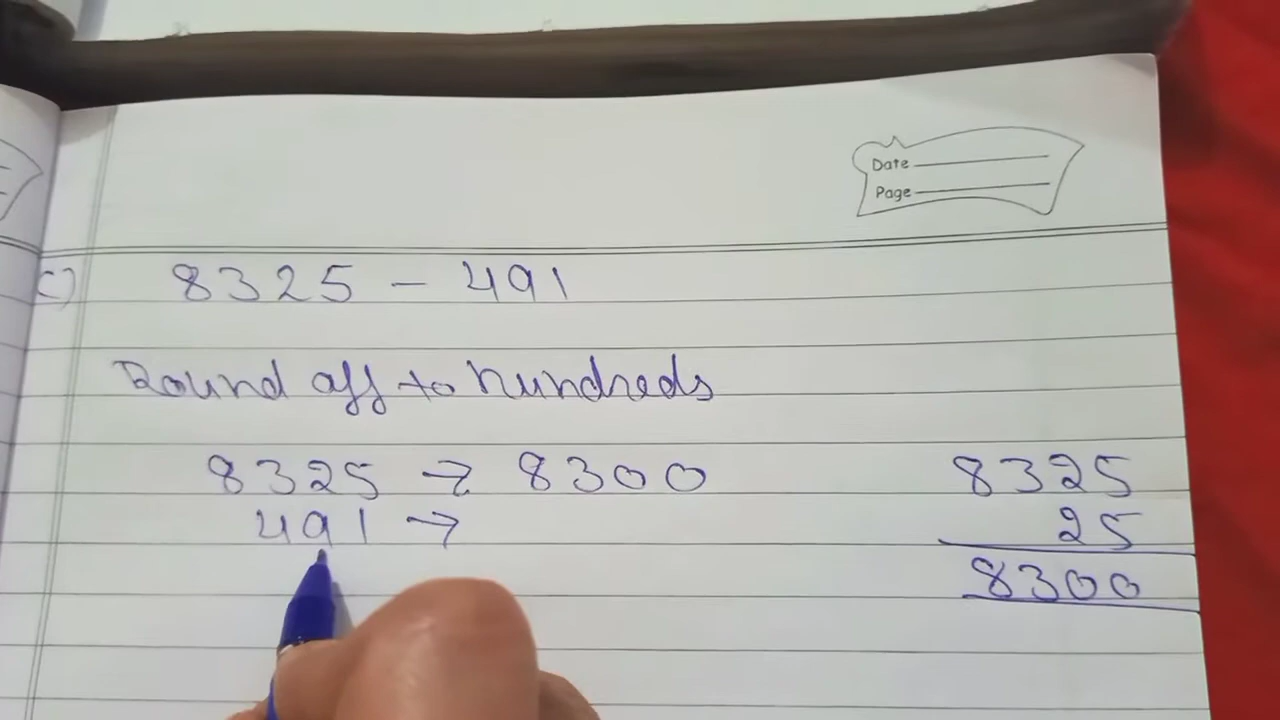 Date
Page
c) 8325 - 491
Round off to hundreds
8325 → 8300
491 →
8325
25
8300